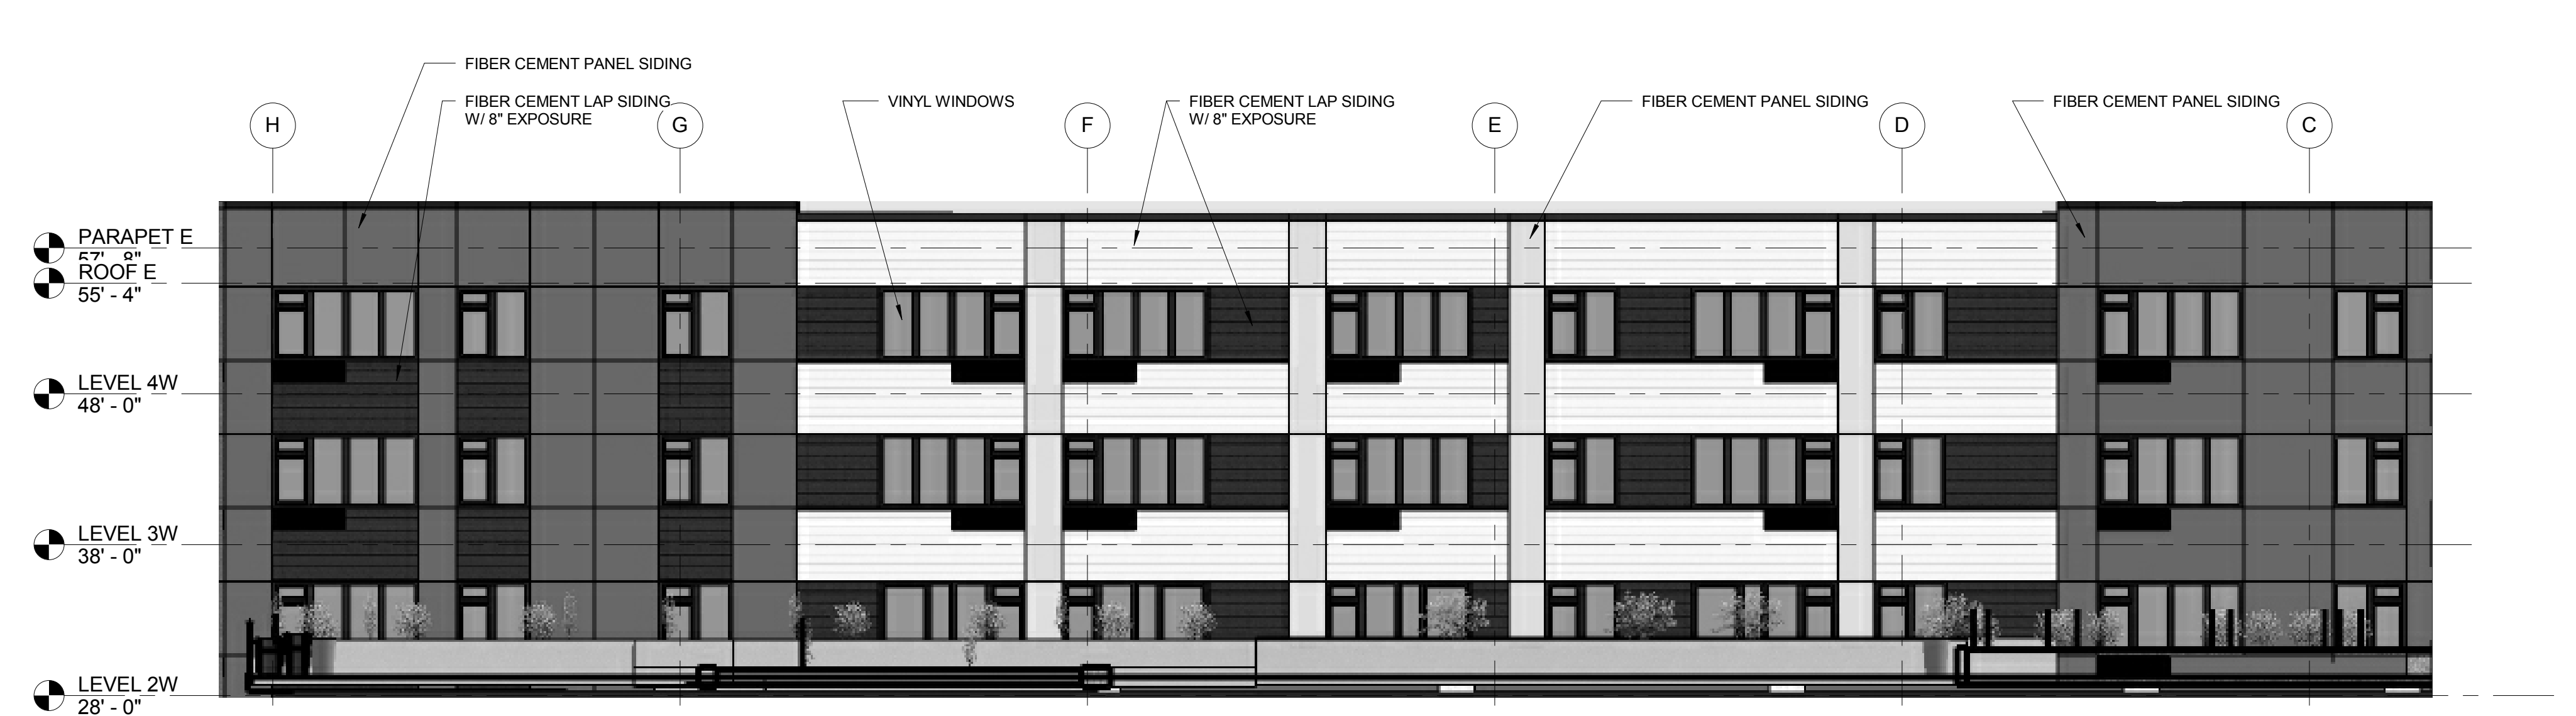 FIBER CEMENT PANEL SIDING
FIBER CEMENT LAP SIDING
W/ 8" EXPOSURE
VINYL WINDOWS
FIBER CEMENT LAP SIDING
W/ 8" EXPOSURE
FIBER CEMENT PANEL SIDING
FIBER CEMENT PANEL SIDING
H
G
F
E
D
C
PARAPET E
57' - 8"
ROOF E
55' - 4"
LEVEL 4W
48' - 0"
LEVEL 3W
38' - 0"
LEVEL 2W
28' - 0"